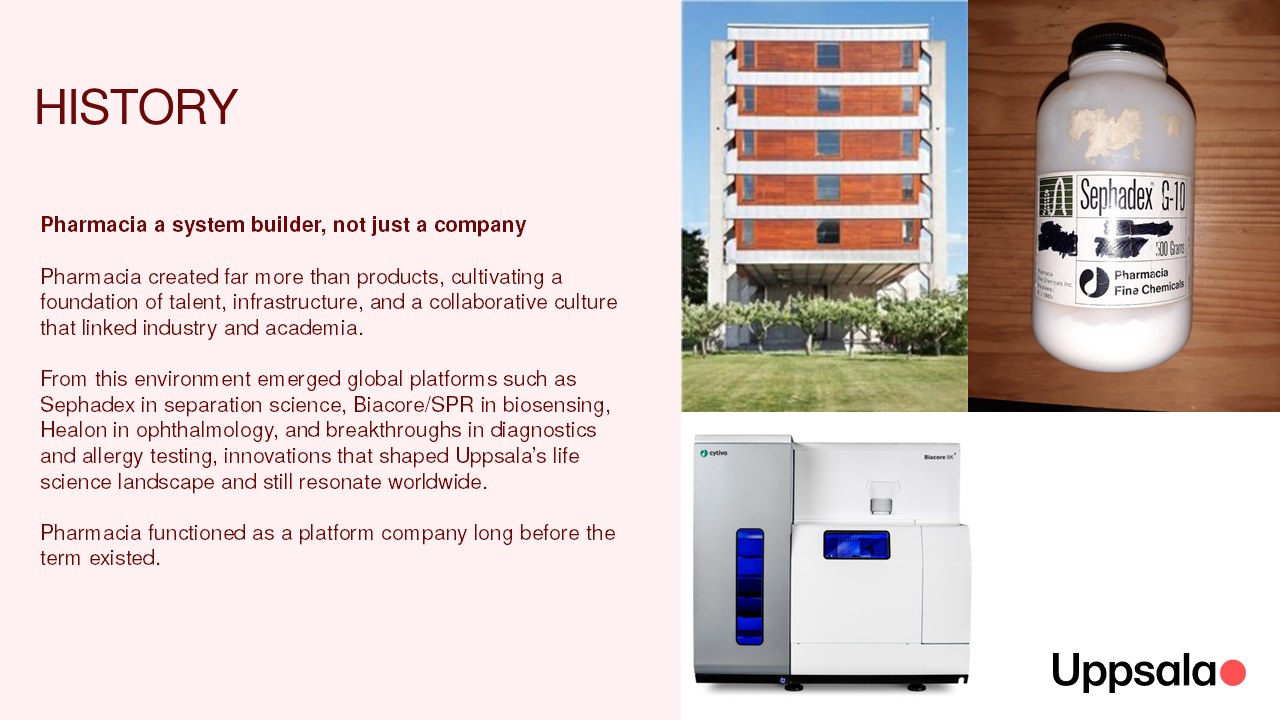 HISTORY
Pharmacia a system builder, not just a company
Pharmacia created far more than products, cultivating a
foundation of talent, infrastructure, and a collaborative culture
that linked industry and academia.
From this environment emerged global platforms such as
Sephadex in separation science, Biacore/SPR in biosensing,
Healon in ophthalmology, and breakthroughs in diagnostics
and allergy testing, innovations that shaped Uppsala’s life
science landscape and still resonate worldwide.
Pharmacia functioned as a platform company long before the
term existed.
Sephadex® G-10
500 Grams
Pharmacia
Fine Chemicals
cytiva
Biacore 8K+
Uppsala